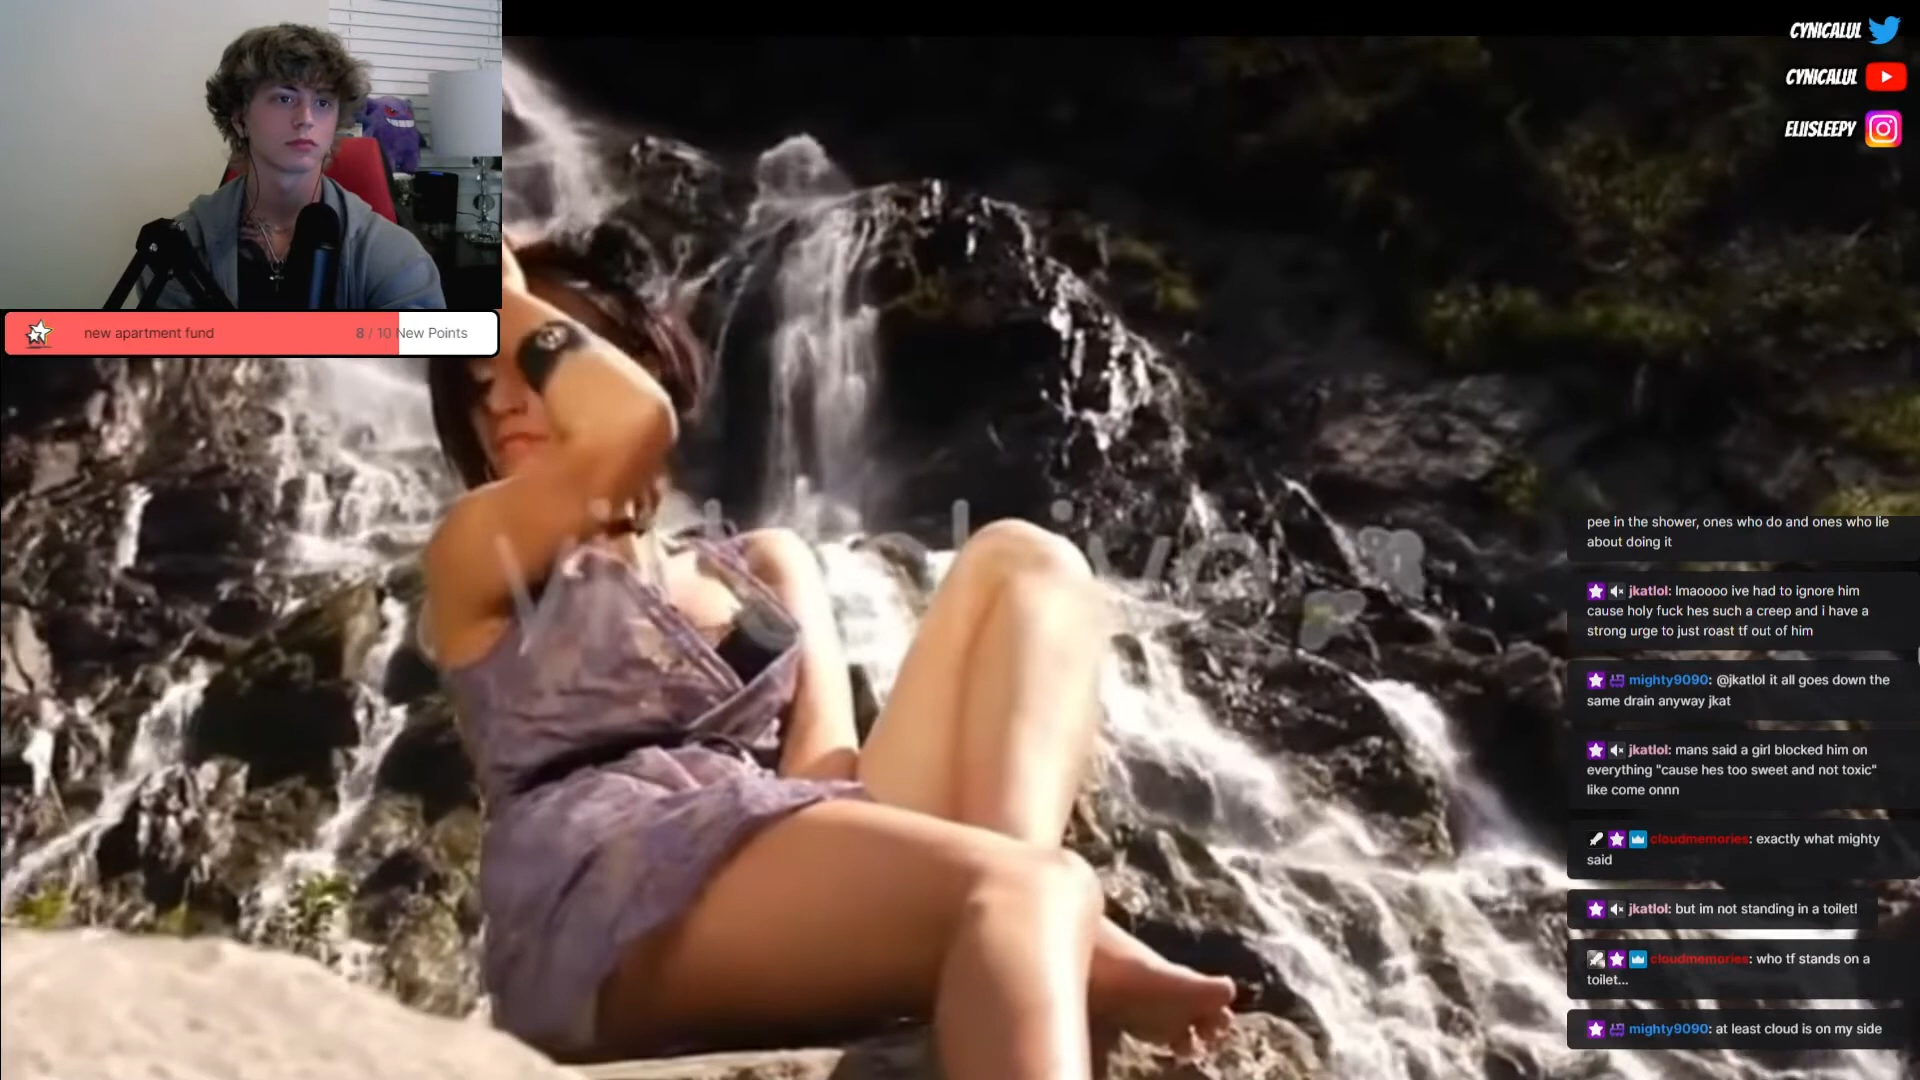 CYNICALUL
CYNICALUL
ELIISLEEPY
new apartment fund 8 / 10 New Points
pee in the shower, ones who do and ones who lie
about doing it
jkatlol: lmaoooo ive had to ignore him
cause holy fuck hes such a creep and i have a
strong urge to just roast tf out of him
mighty9090: @jkatlol it all goes down the
same drain anyway jkat
jkatlol: mans said a girl blocked him on
everything "cause hes too sweet and not toxic"
like come onnn
cloudmemories: exactly what mighty
said
jkatlol: but im not standing in a toilet!
cloudmemories: who tf stands on a
toilet...
mighty9090: at least cloud is on my side